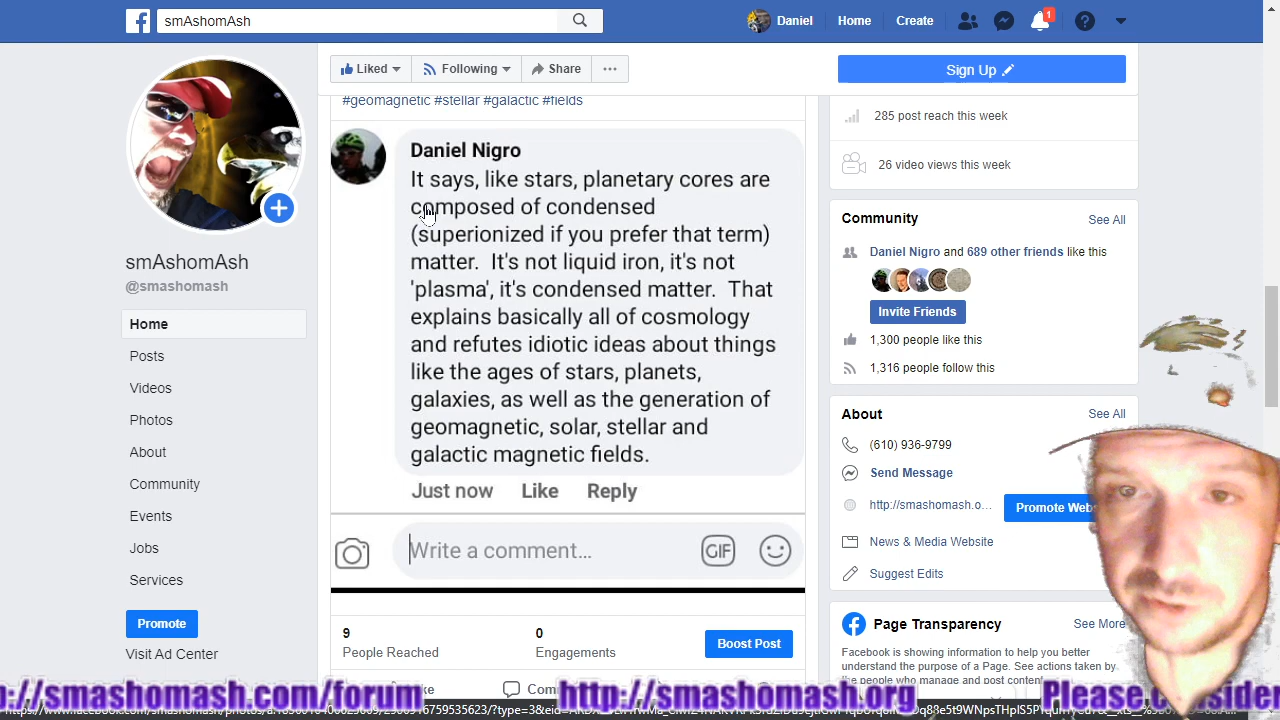 smAshomAsh
Daniel
Home
Create
1
Liked
Following
Share
Sign Up
#geomagnetic #stellar #galactic #fields
Daniel Nigro
It says, like stars, planetary cores are
composed of condensed
(superionized if you prefer that term)
matter. It's not liquid iron, it's not
'plasma', it's condensed matter. That
explains basically all of cosmology
and refutes idiotic ideas about things
like the ages of stars, planets,
galaxies, as well as the generation of
geomagnetic, solar, stellar and
galactic magnetic fields.
Just now Like Reply
Write a comment...
GIF
9
People Reached
0
Engagements
Boost Post
smAshomAsh
@smashomash
Home
Posts
Videos
Photos
About
Community
Events
Jobs
Services
Promote
Visit Ad Center
285 post reach this week
26 video views this week
Community
See All
Daniel Nigro and 689 other friends like this
Invite Friends
1,300 people like this
1,316 people follow this
About
See All
(610) 936-9799
Send Message
http://smashomash.o...
Promote
News & Media Website
Suggest Edits
Page Transparency
See More
Facebook is showing information to help you better
understand the purpose of a Page. See actions taken by
the people who manage and post content.
://smashomash.com/forum
http://smashomash.org
Please